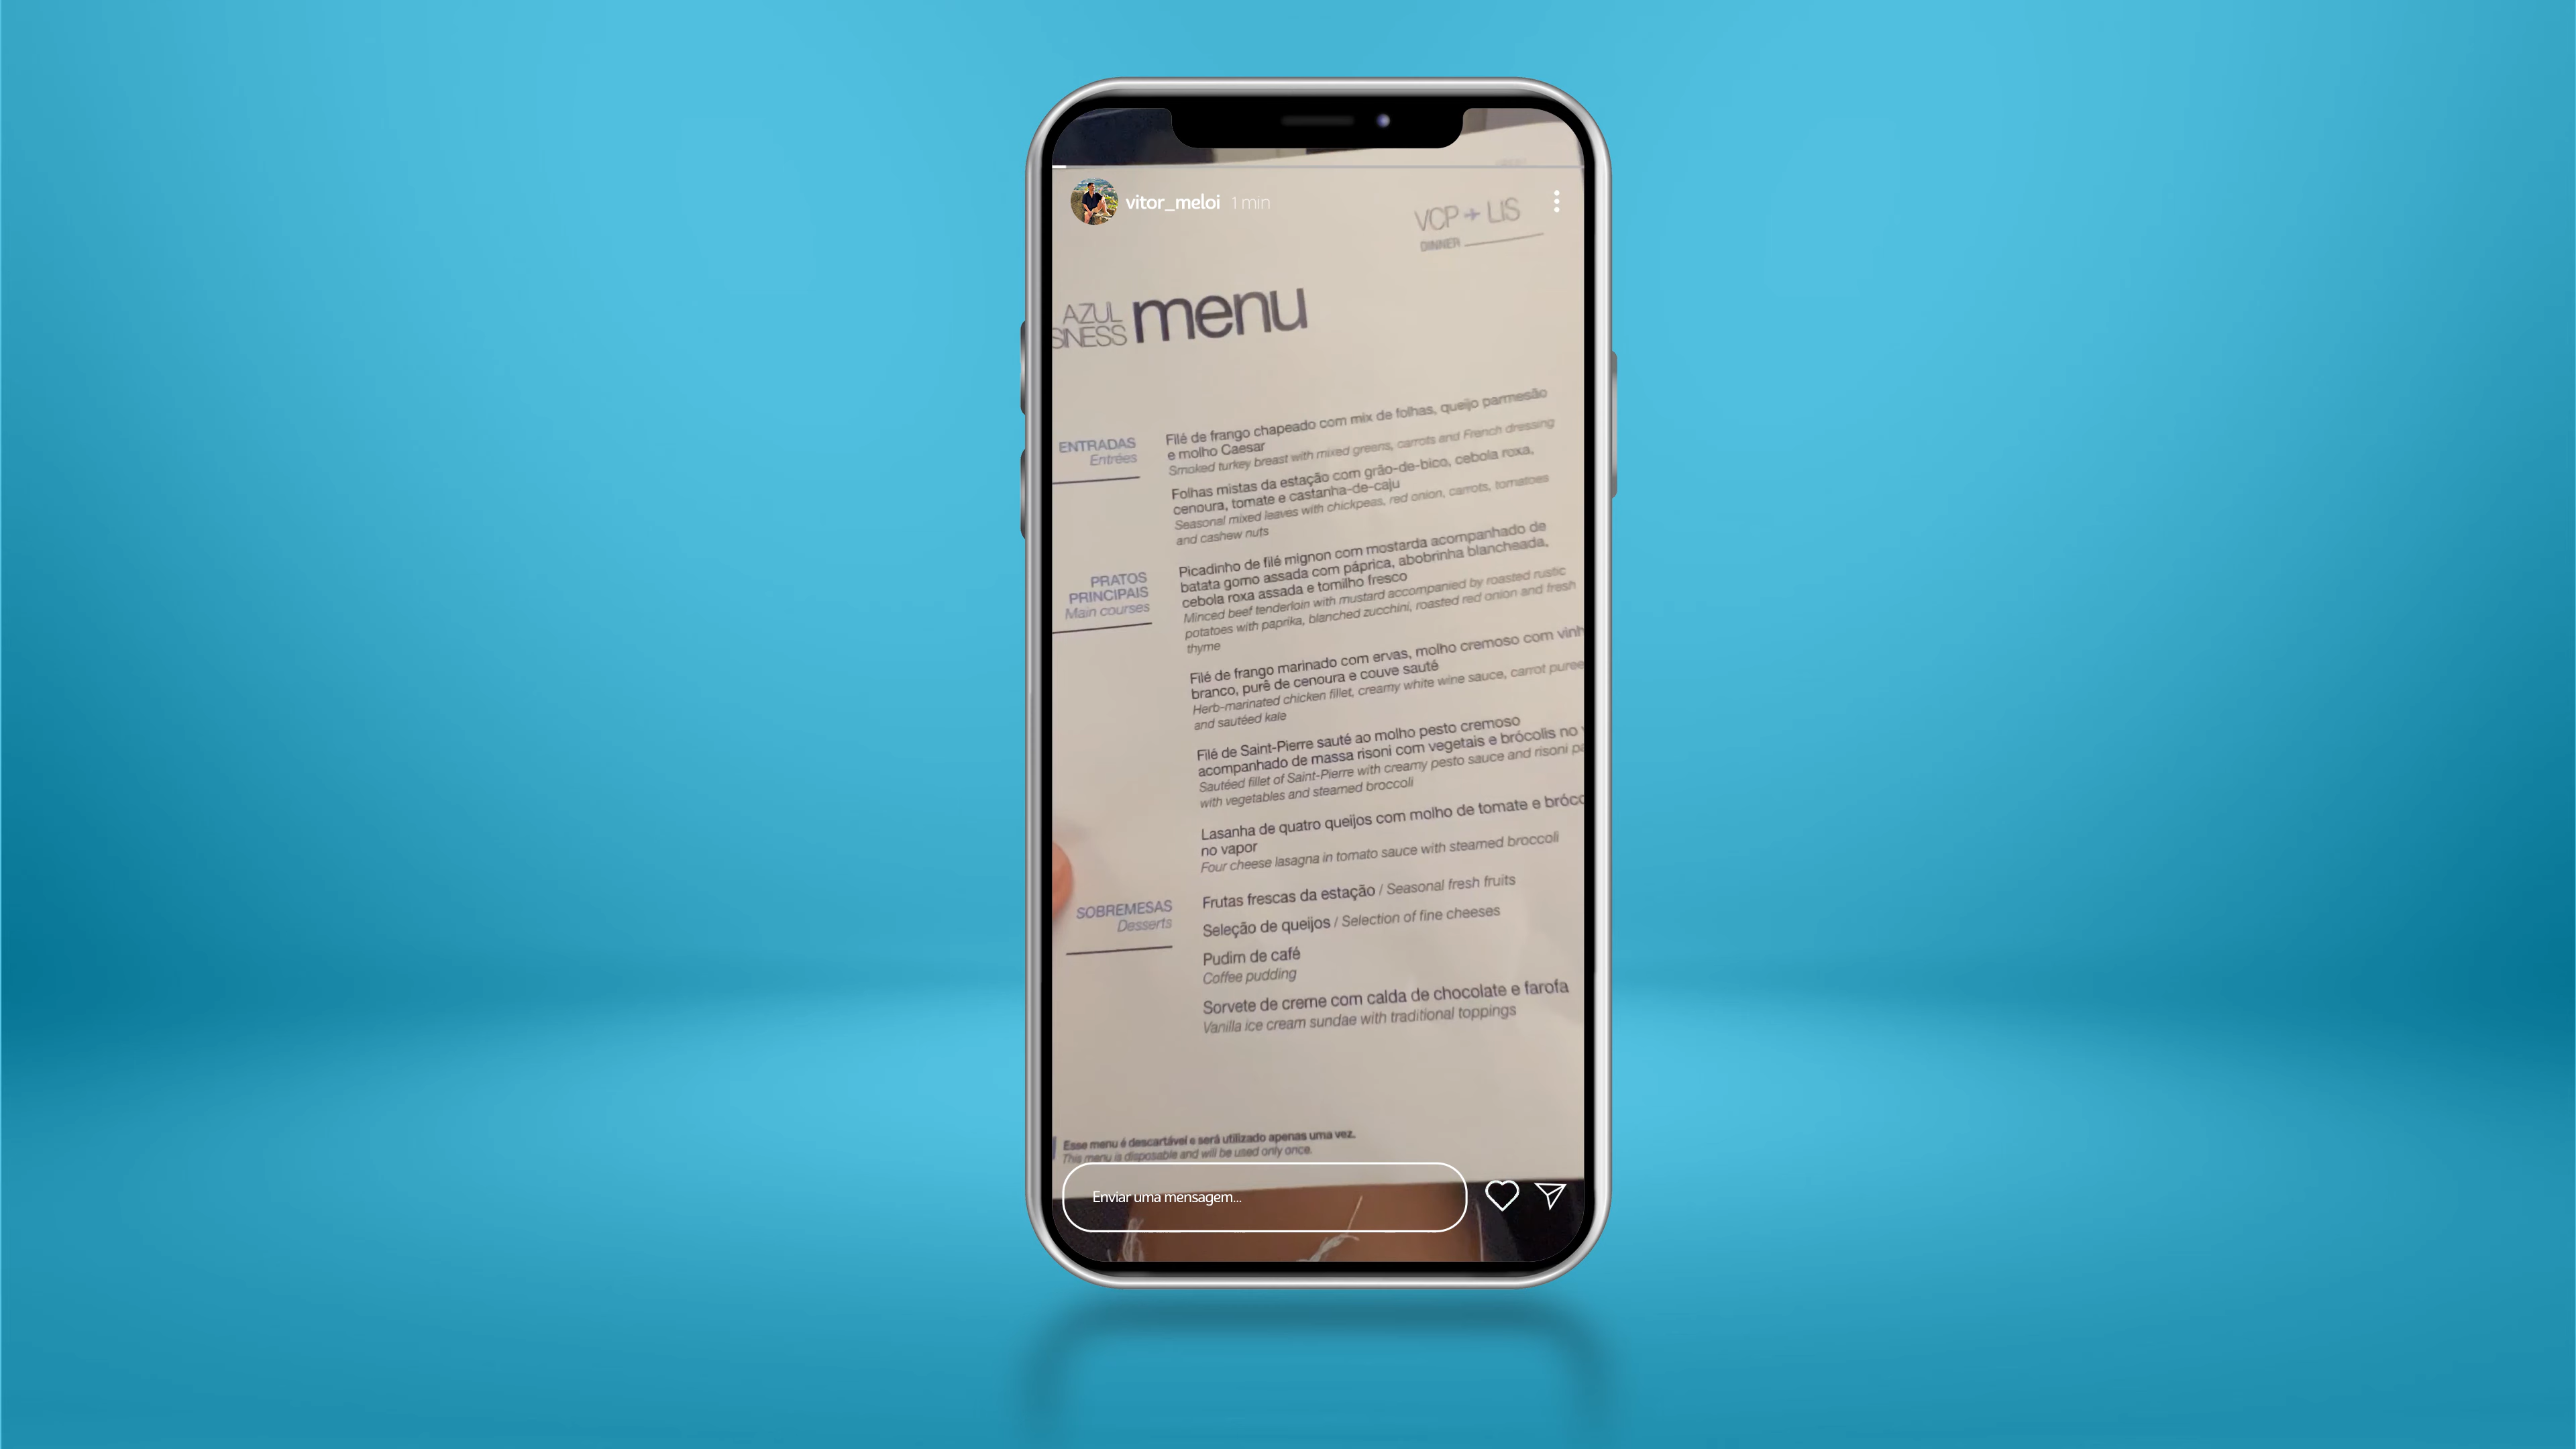 vitor_meloi 1 min
VCP → LIS
DINNER
AZUL
SINESS
menu
ENTRADAS
Entrées
Filé de frango chapeado com mix de folhas, queijo parmesão
e molho Caesar
Smoked turkey breast with mixed greens, carrots and French dressing
Folhas mistas da estação com grão-de-bico, cebola roxa,
cenoura, tomate e castanha-de-caju
Seasonal mixed leaves with chickpeas, red onion, carrots, tomatoes
and cashew nuts
PRATOS
PRINCIPAIS
Main courses
Picadinho de filé mignon com mostarda acompanhado de
batata gomo assada com páprica, abobrinha blancheada,
cebola roxa assada e tomilho fresco
Minced beef tenderloin with mustard accompanied by roasted rustic
potatoes with paprika, blanched zucchini, roasted red onion and fresh
thyme
Filé de frango marinado com ervas, molho cremoso com vinh
branco, purê de cenoura e couve sauté
Herb-marinated chicken fillet, creamy white wine sauce, carrot puree
and sautéed kale
Filé de Saint-Pierre sauté ao molho pesto cremoso
acompanhado de massa risoni com vegetais e brócolis no
Sautéed fillet of Saint-Pierre with creamy pesto sauce and risoni pa
with vegetables and steamed broccoli
Lasanha de quatro queijos com molho de tomate e bróco
no vapor
Four cheese lasagna in tomato sauce with steamed broccoli
SOBREMESAS
Desserts
Frutas frescas da estação / Seasonal fresh fruits
Seleção de queijos / Selection of fine cheeses
Pudim de café
Coffee pudding
Sorvete de creme com calda de chocolate e farofa
Vanilla ice cream sundae with traditional toppings
Esse menu é descartável e será utilizado apenas uma vez.
This menu is disposable and will be used only once.
Enviar uma mensagem...